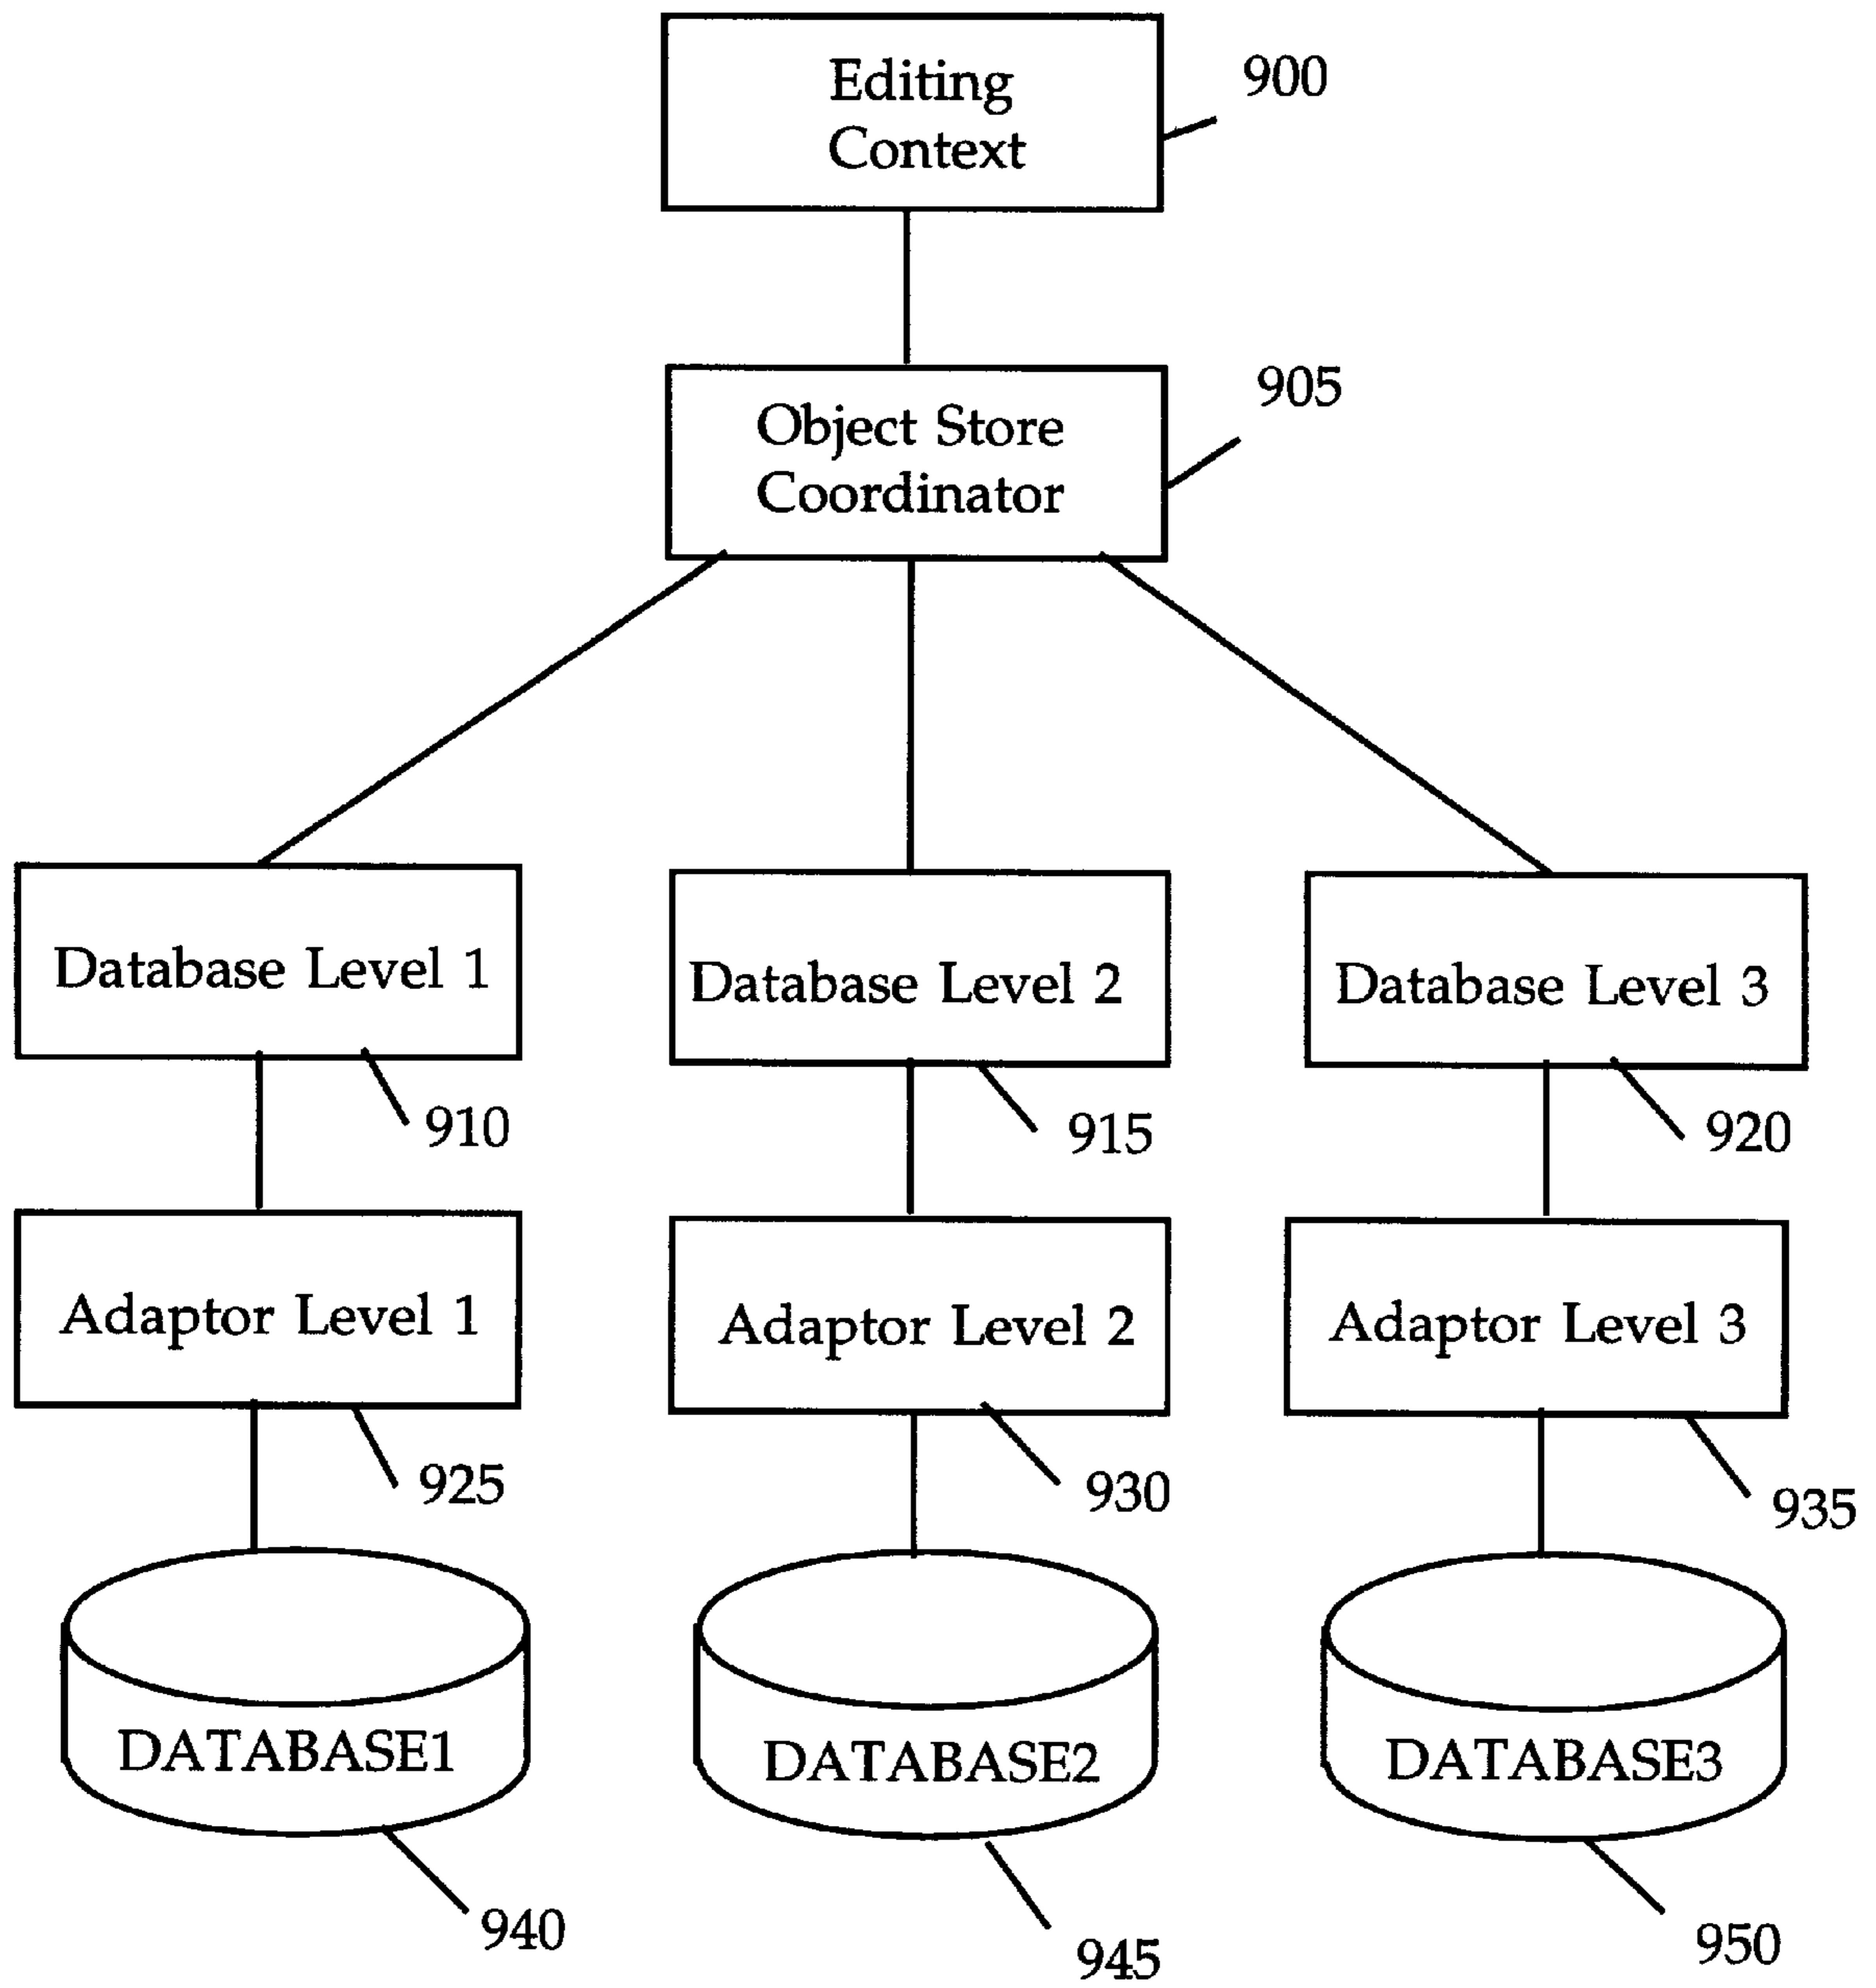 Editing
Context
900
Object Store
Coordinator
905
Database Level 1
Database Level 2
Database Level 3
910
915
920
Adaptor Level 1
Adaptor Level 2
Adaptor Level 3
925
930
935
DATABASE1
DATABASE2
DATABASE3
940
945
950